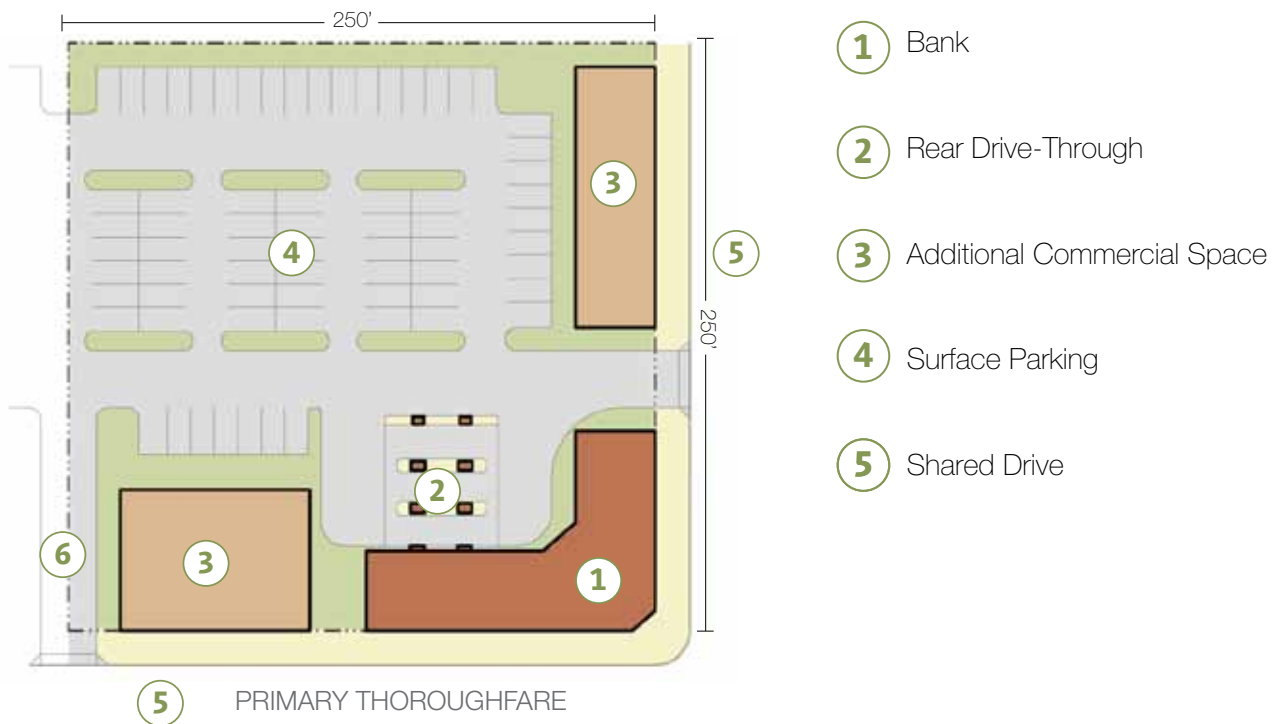 250'
1 Bank
2 Rear Drive-Through
3 Additional Commercial Space
4 Surface Parking
5 Shared Drive
3
4
5
250'
2
6
3
1
5 PRIMARY THOROUGHFARE